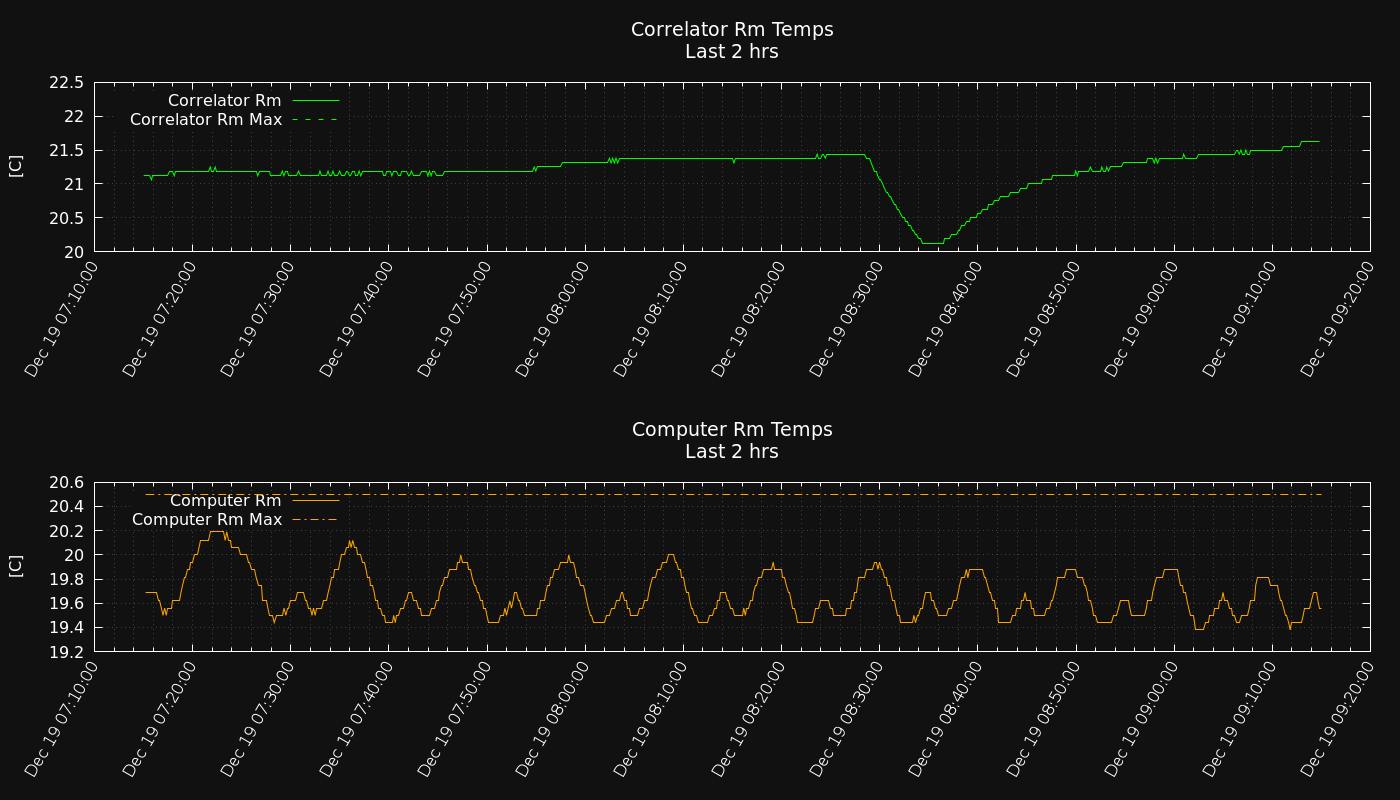 Correlator Rm Temps
Last 2 hrs
22.5
22
21.5
21
20.5
20
[C]
Correlator Rm
Correlator Rm Max
Dec 19 07:10:00
Dec 19 07:20:00
Dec 19 07:30:00
Dec 19 07:40:00
Dec 19 07:50:00
Dec 19 08:00:00
Dec 19 08:10:00
Dec 19 08:20:00
Dec 19 08:30:00
Dec 19 08:40:00
Dec 19 08:50:00
Dec 19 09:00:00
Dec 19 09:10:00
Dec 19 09:20:00
Computer Rm Temps
Last 2 hrs
20.6
20.4
20.2
20
19.8
19.6
19.4
19.2
[C]
Computer Rm
Computer Rm Max
Dec 19 07:10:00
Dec 19 07:20:00
Dec 19 07:30:00
Dec 19 07:40:00
Dec 19 07:50:00
Dec 19 08:00:00
Dec 19 08:10:00
Dec 19 08:20:00
Dec 19 08:30:00
Dec 19 08:40:00
Dec 19 08:50:00
Dec 19 09:00:00
Dec 19 09:10:00
Dec 19 09:20:00